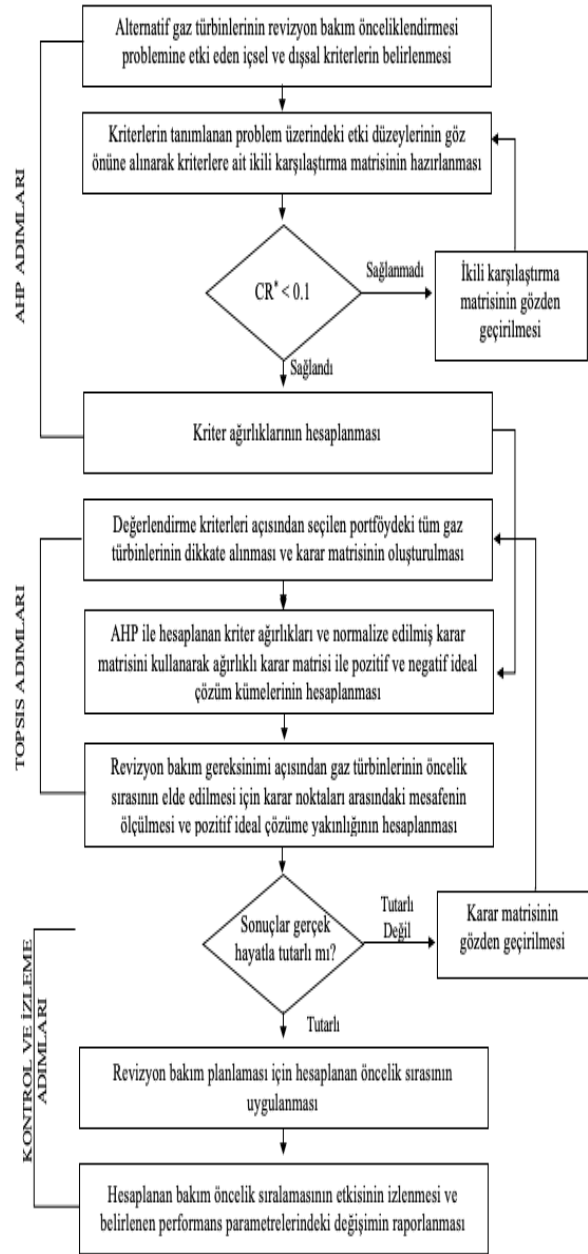 Alternatif gaz türbinlerinin revizyon bakım önceliklendirmesi
problemine etki eden içsel ve dışsal kriterlerin belirlenmesi
Kriterlerin tanımlanan problem üzerindeki etki düzeylerinin göz
önüne alınarak kriterlere ait ikili karşılaştırma matrisinin hazırlanması
AHP ADIMLARI
CR* < 0.1
Sağlanmadı
İkili karşılaştırma
matrisinin gözden
geçirilmesi
Sağlandı
Kriter ağırlıklarının hesaplanması
Değerlendirme kriterleri açısından seçilen portföydeki tüm gaz
türbinlerinin dikkate alınması ve karar matrisinin oluşturulması
TOPSIS ADIMLARI
AHP ile hesaplanan kriter ağırlıkları ve normalize edilmiş karar
matrisini kullanarak ağırlıklı karar matrisi ile pozitif ve negatif ideal
çözüm kümelerinin hesaplanması
Revizyon bakım gereksinimi açısından gaz türbinlerinin öncelik
sırasının elde edilmesi için karar noktaları arasındaki mesafenin
ölçülmesi ve pozitif ideal çözüme yakınlığının hesaplanması
Sonuçlar gerçek
hayatla tutarlı mı?
Tutarlı
Değil
Karar matrisinin
gözden geçirilmesi
Tutarlı
KONTROL VE İZLEME
ADIMLARI
Revizyon bakım planlaması için hesaplanan öncelik sırasının
uygulanması
Hesaplanan bakım öncelik sıralamasının etkisinin izlenmesi ve
belirlenen performans parametrelerindeki değişimin raporlanması